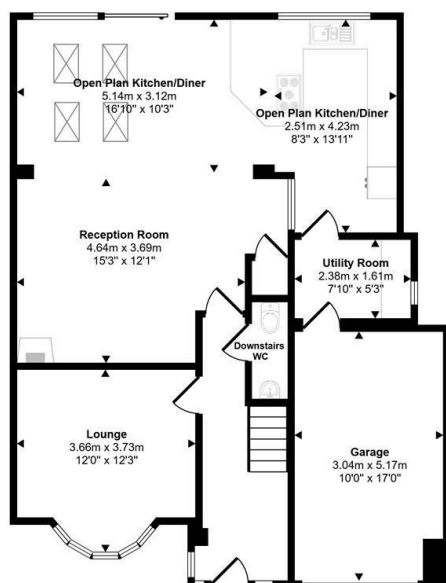 Open Plan Kitchen/Diner
5.14m x 3.12m
16'10" x 10'3"
Open Plan Kitchen/Diner
2.51m x 4.23m
8'3" x 13'11"
Reception Room
4.64m x 3.69m
15'3" x 12'1"
Utility Room
2.38m x 1.61m
7'10" x 5'3"
Downstairs
WC
Lounge
3.66m x 3.73m
12'0" x 12'3"
Garage
3.04m x 5.17m
10'0" x 17'0"